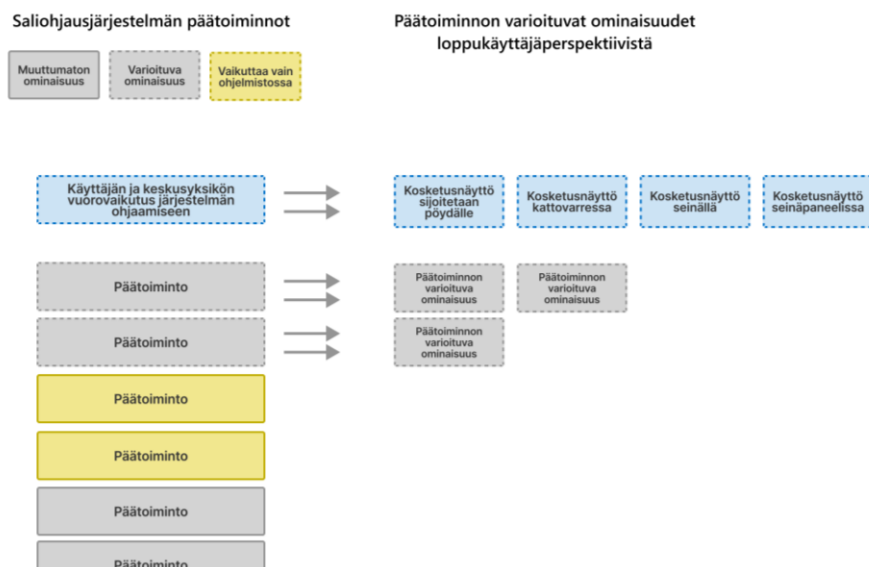 Saliohjausjärjestelmän päätoiminnot
Päätoiminnon varioituvat ominaisuudet
loppukäyttäjäperspektiivistä
Muuttumaton
ominaisuus
Varioituva
ominaisuus
Vaikuttaa vain
ohjelmistossa
Käyttäjän ja keskusyksikön
vuorovaikutus järjestelmän
ohjaamiseen
Kosketusnäyttö
sijoitetaan
pöydälle
Kosketusnäyttö
kattovarressa
Kosketusnäyttö
seinällä
Kosketusnäyttö
seinäpaneelissa
Päätoiminto
Päätoiminnon
varioituva
ominaisuus
Päätoiminnon
varioituva
ominaisuus
Päätoiminto
Päätoiminnon
varioituva
ominaisuus
Päätoiminto
Päätoiminto
Päätoiminto
Päätoiminto